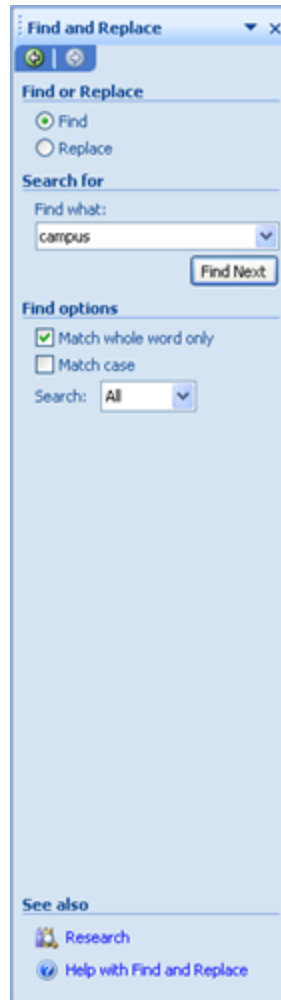 Find and Replace
Find or Replace
Find
Replace
Search for
Find what:
campus
Find Next
Find options
Match whole word only
Match case
Search: All
See also
Research
Help with Find and Replace